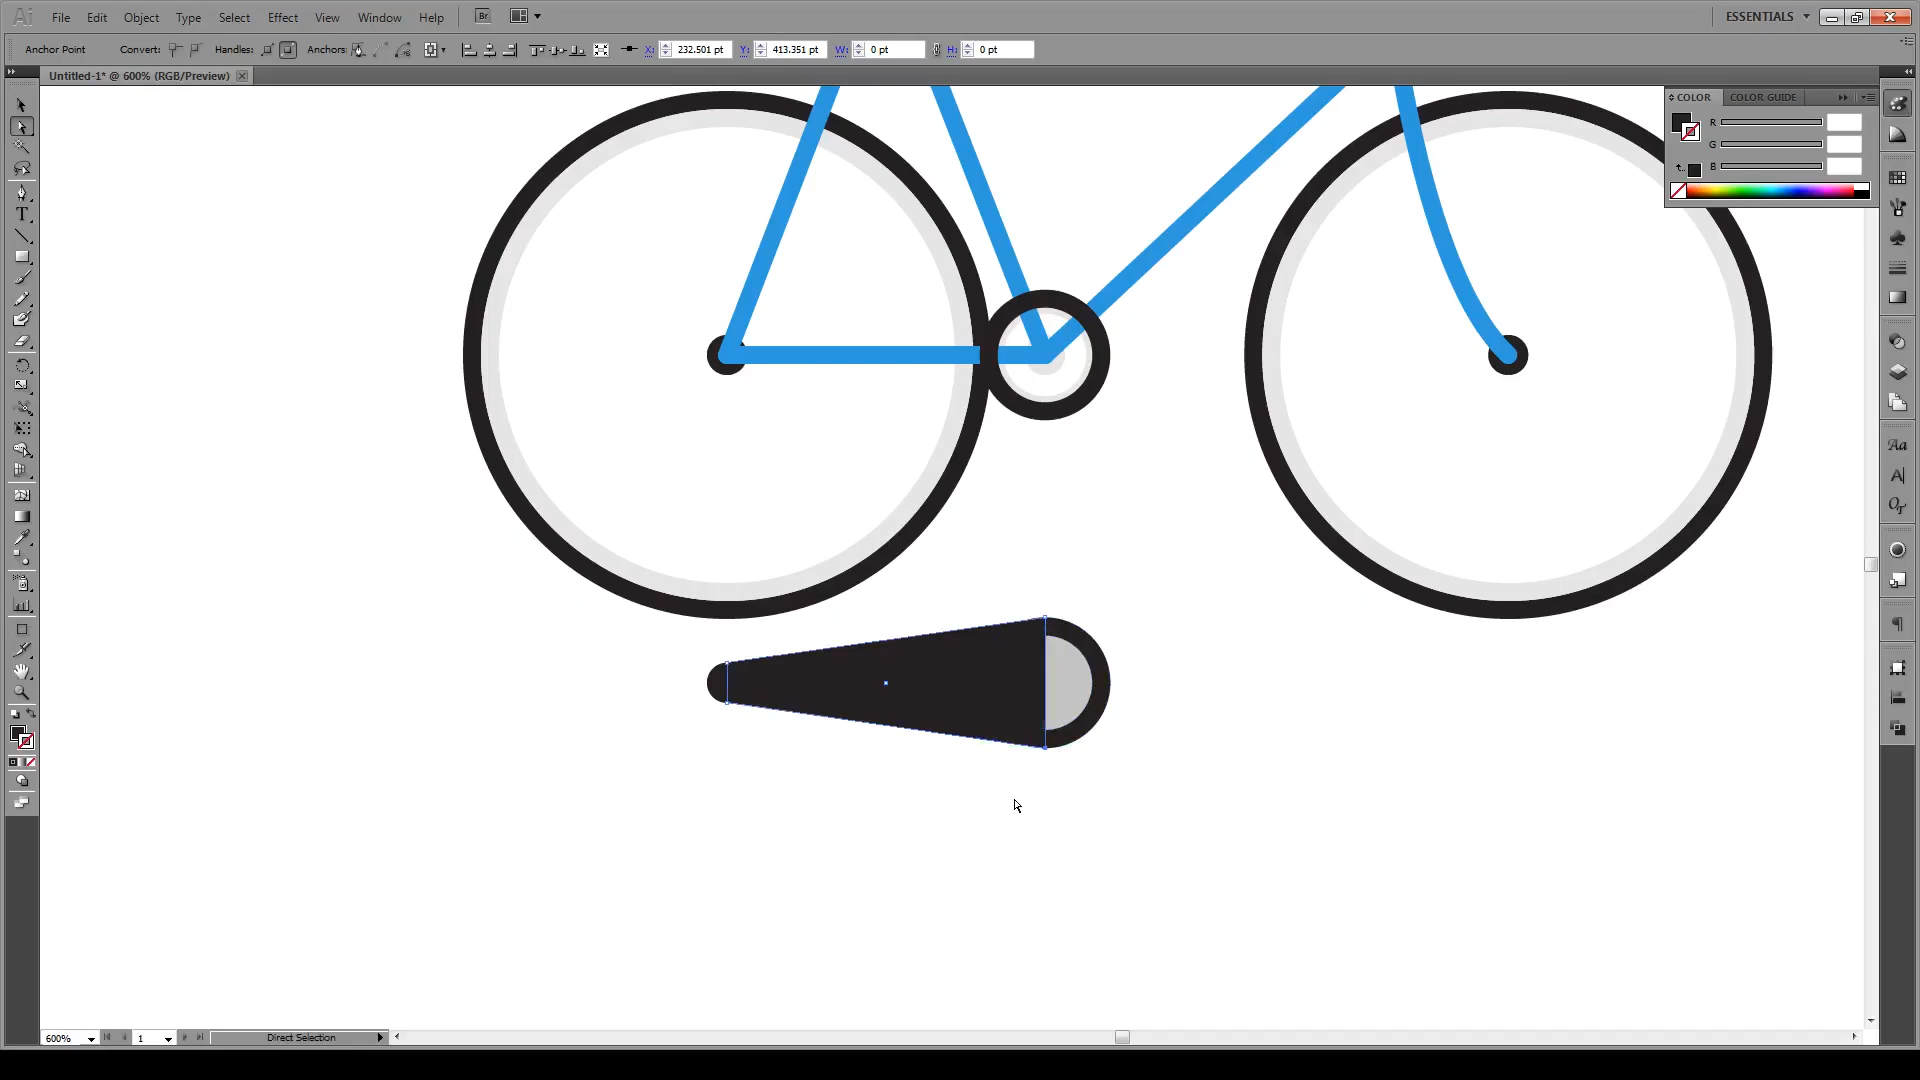 Ai File Edit Object Type Select Effect View Window Help Br ESSENTIALS
Anchor Point Convert: Handles: Anchors: X: 232.501 pt Y: 413.351 pt W: 0 pt H: 0 pt
Untitled-1* @ 600% (RGB/Preview)
COLOR COLOR GUIDE
R
G
B
T
Aa
A
O
T
¶
600% 1 Direct Selection